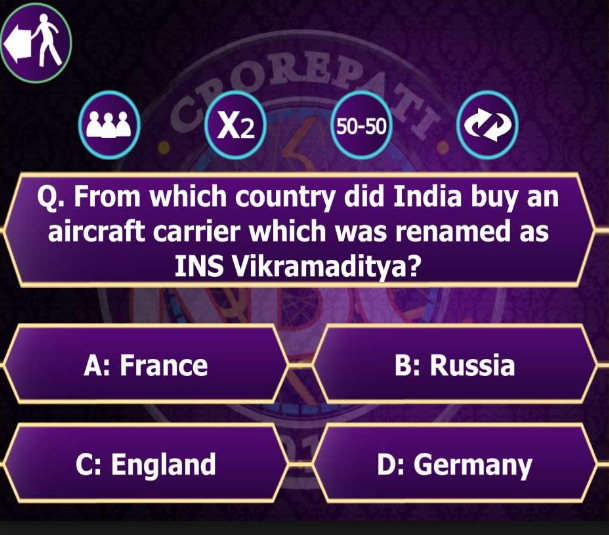 CROREPATI
X2
50-50
Q. From which country did India buy an
aircraft carrier which was renamed as
INS Vikramaditya?
A: France
B: Russia
C: England
D: Germany